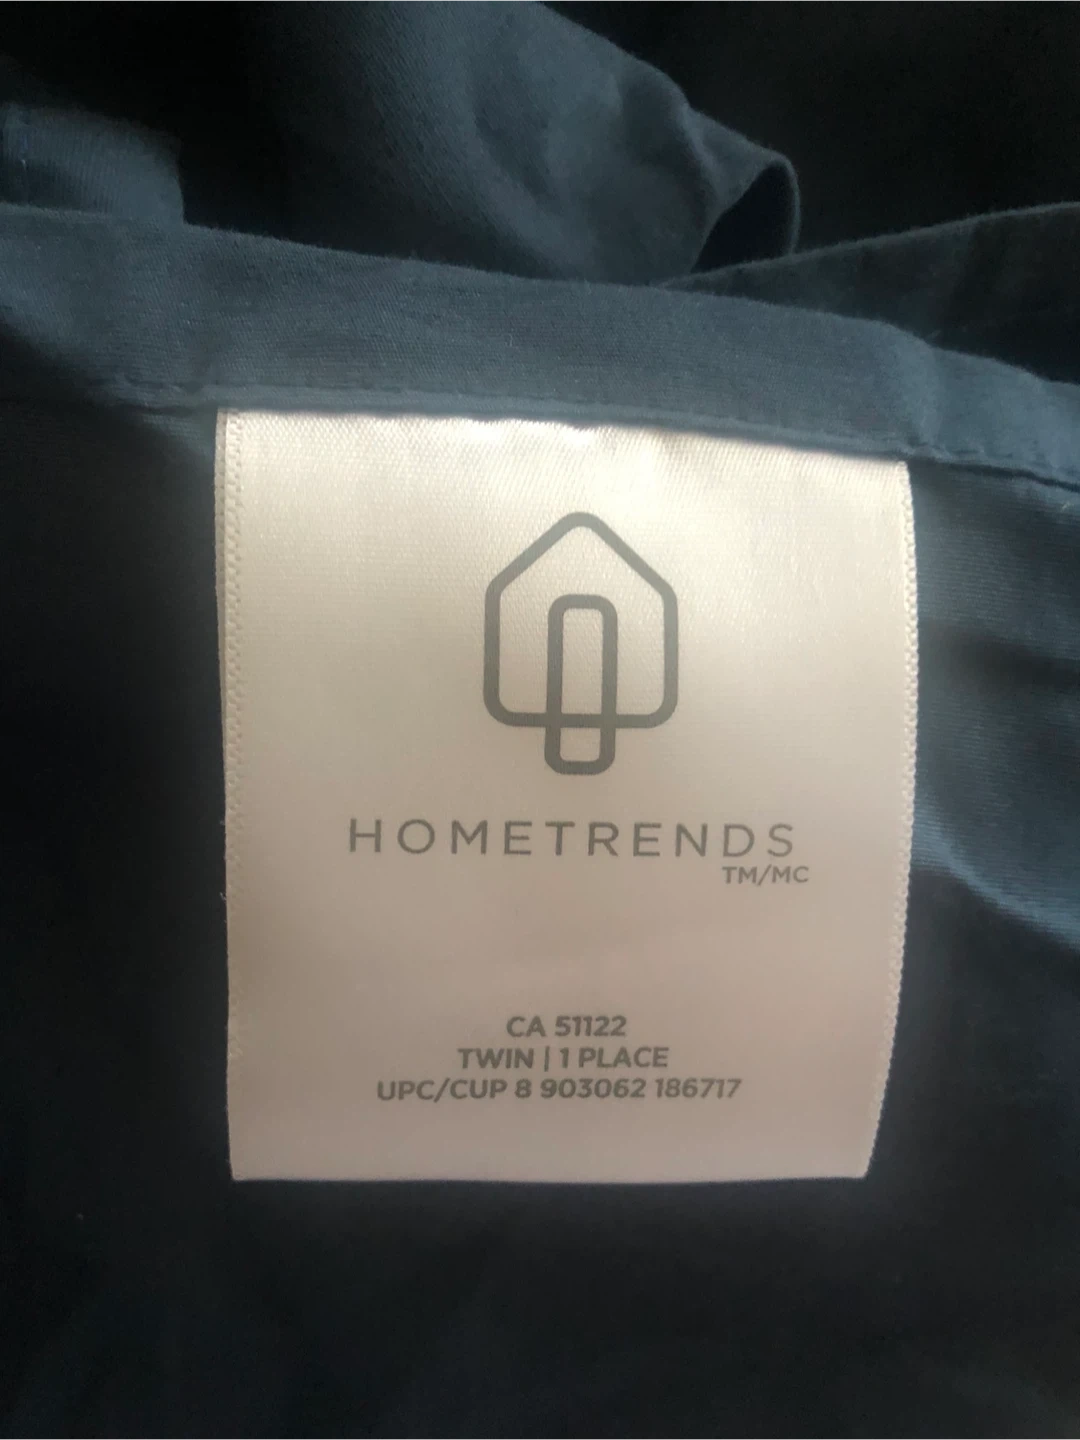 HOMETRENDS
TM/MC
CA 51122
TWIN | 1 PLACE
UPC/CUP 8 903062 186717